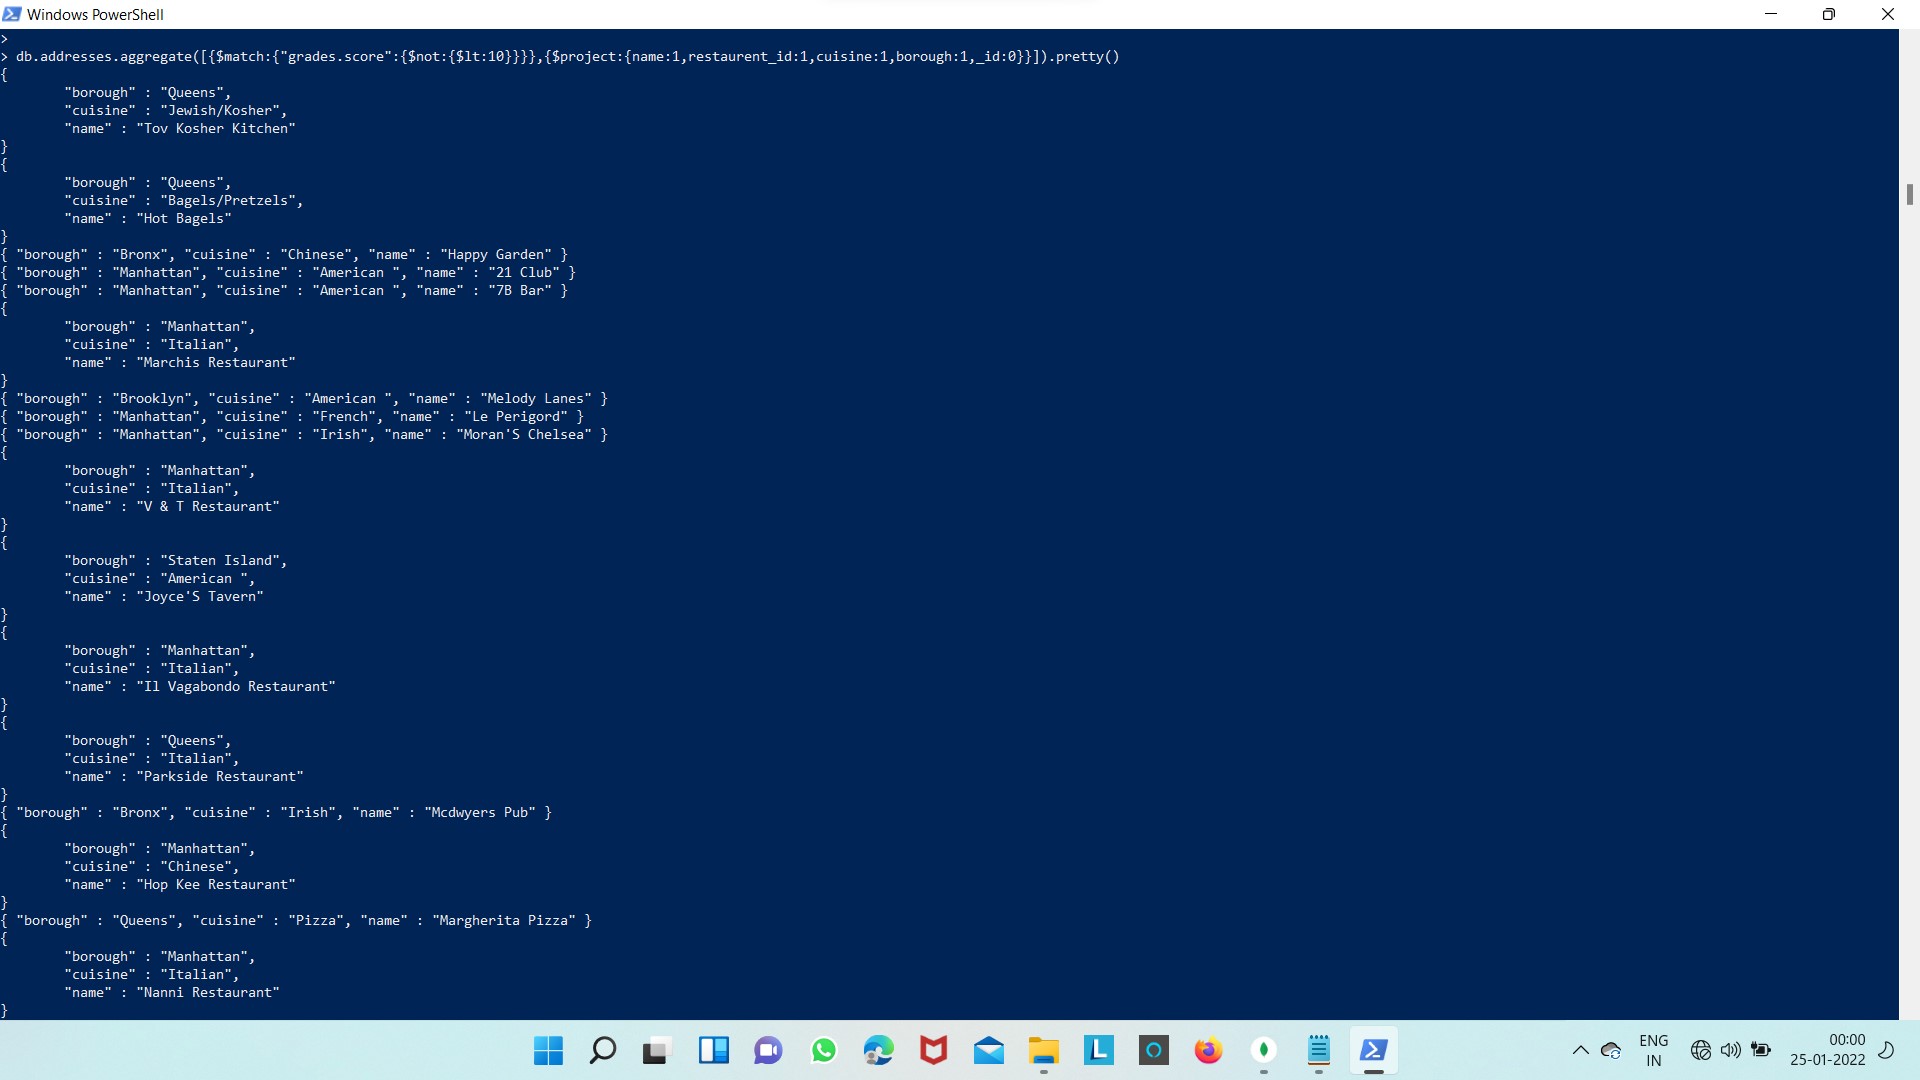 Windows PowerShell
>
> db.addresses.aggregate([{$match:{"grades.score":{$not:{$lt:10}}}},{$project:{name:1,restaurent_id:1,cuisine:1,borough:1,_id:0}}]).pretty()
{
        "borough" : "Queens",
        "cuisine" : "Jewish/Kosher",
        "name" : "Tov Kosher Kitchen"
}
{
        "borough" : "Queens",
        "cuisine" : "Bagels/Pretzels",
        "name" : "Hot Bagels"
}
{ "borough" : "Bronx", "cuisine" : "Chinese", "name" : "Happy Garden" }
{ "borough" : "Manhattan", "cuisine" : "American ", "name" : "21 Club" }
{ "borough" : "Manhattan", "cuisine" : "American ", "name" : "7B Bar" }
{
        "borough" : "Manhattan",
        "cuisine" : "Italian",
        "name" : "Marchis Restaurant"
}
{ "borough" : "Brooklyn", "cuisine" : "American ", "name" : "Melody Lanes" }
{ "borough" : "Manhattan", "cuisine" : "French", "name" : "Le Perigord" }
{ "borough" : "Manhattan", "cuisine" : "Irish", "name" : "Moran'S Chelsea" }
{
        "borough" : "Manhattan",
        "cuisine" : "Italian",
        "name" : "V & T Restaurant"
}
{
        "borough" : "Staten Island",
        "cuisine" : "American ",
        "name" : "Joyce'S Tavern"
}
{
        "borough" : "Manhattan",
        "cuisine" : "Italian",
        "name" : "Il Vagabondo Restaurant"
}
{
        "borough" : "Queens",
        "cuisine" : "Italian",
        "name" : "Parkside Restaurant"
}
{ "borough" : "Bronx", "cuisine" : "Irish", "name" : "Mcdwyers Pub" }
{
        "borough" : "Manhattan",
        "cuisine" : "Chinese",
        "name" : "Hop Kee Restaurant"
}
{ "borough" : "Queens", "cuisine" : "Pizza", "name" : "Margherita Pizza" }
{
        "borough" : "Manhattan",
        "cuisine" : "Italian",
        "name" : "Nanni Restaurant"
}
L
ENG
IN
00:00
25-01-2022